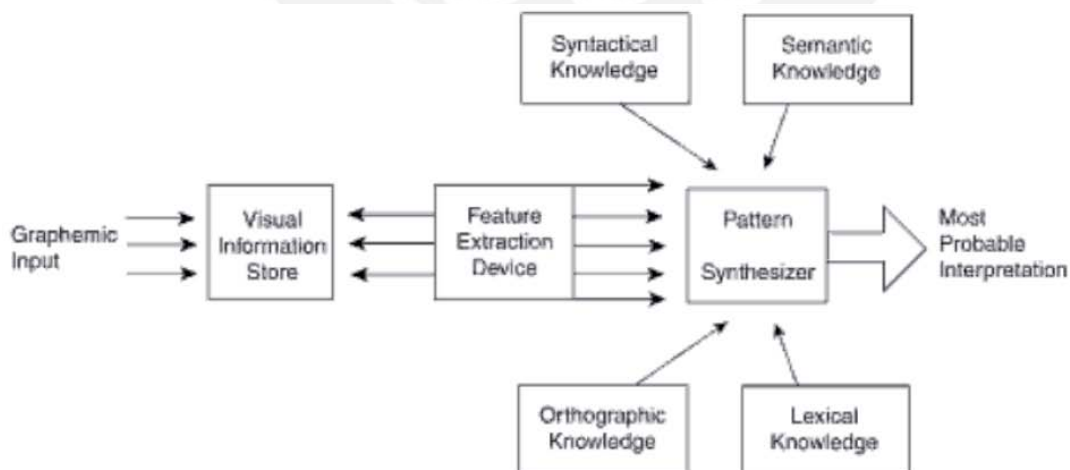 Syntactical
Knowledge
Semantic
Knowledge
Graphemic
Input
Visual
Information
Store
Feature
Extraction
Device
Pattern
Synthesizer
Most
Probable
Interpretation
Orthographic
Knowledge
Lexical
Knowledge